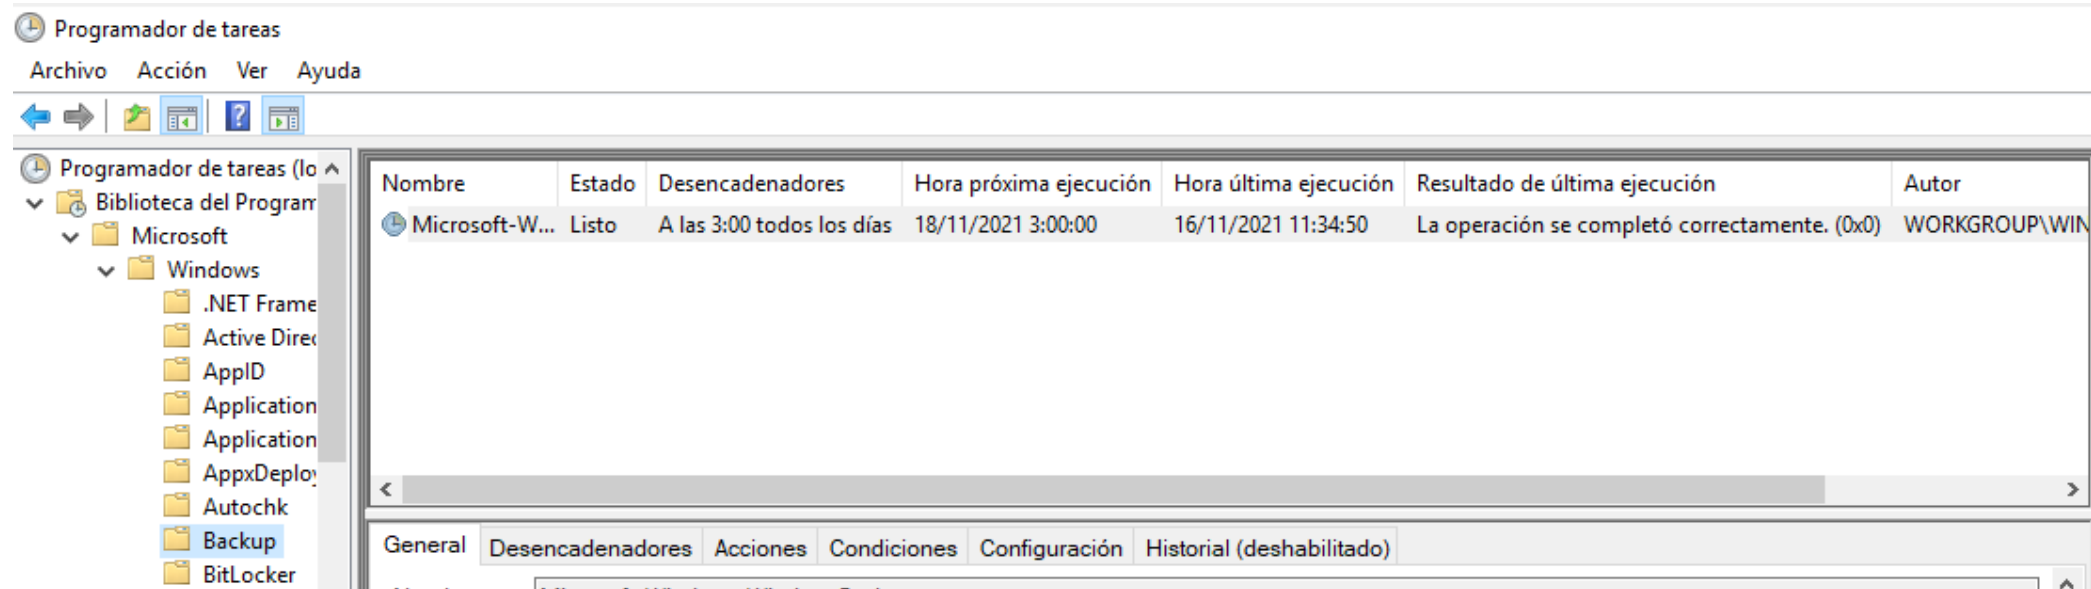 Programador de tareas
Archivo Acción Ver Ayuda
Programador de tareas (lo
Biblioteca del Program
Microsoft
Windows
.NET Frame
Active Direc
AppID
Application
Application
AppxDeploy
Autochk
Backup
BitLocker
Nombre Estado Desencadenadores Hora próxima ejecución Hora última ejecución Resultado de última ejecución Autor
Microsoft-W... Listo A las 3:00 todos los días 18/11/2021 3:00:00 16/11/2021 11:34:50 La operación se completó correctamente. (0x0) WORKGROUP\WIN
General Desencadenadores Acciones Condiciones Configuración Historial (deshabilitado)